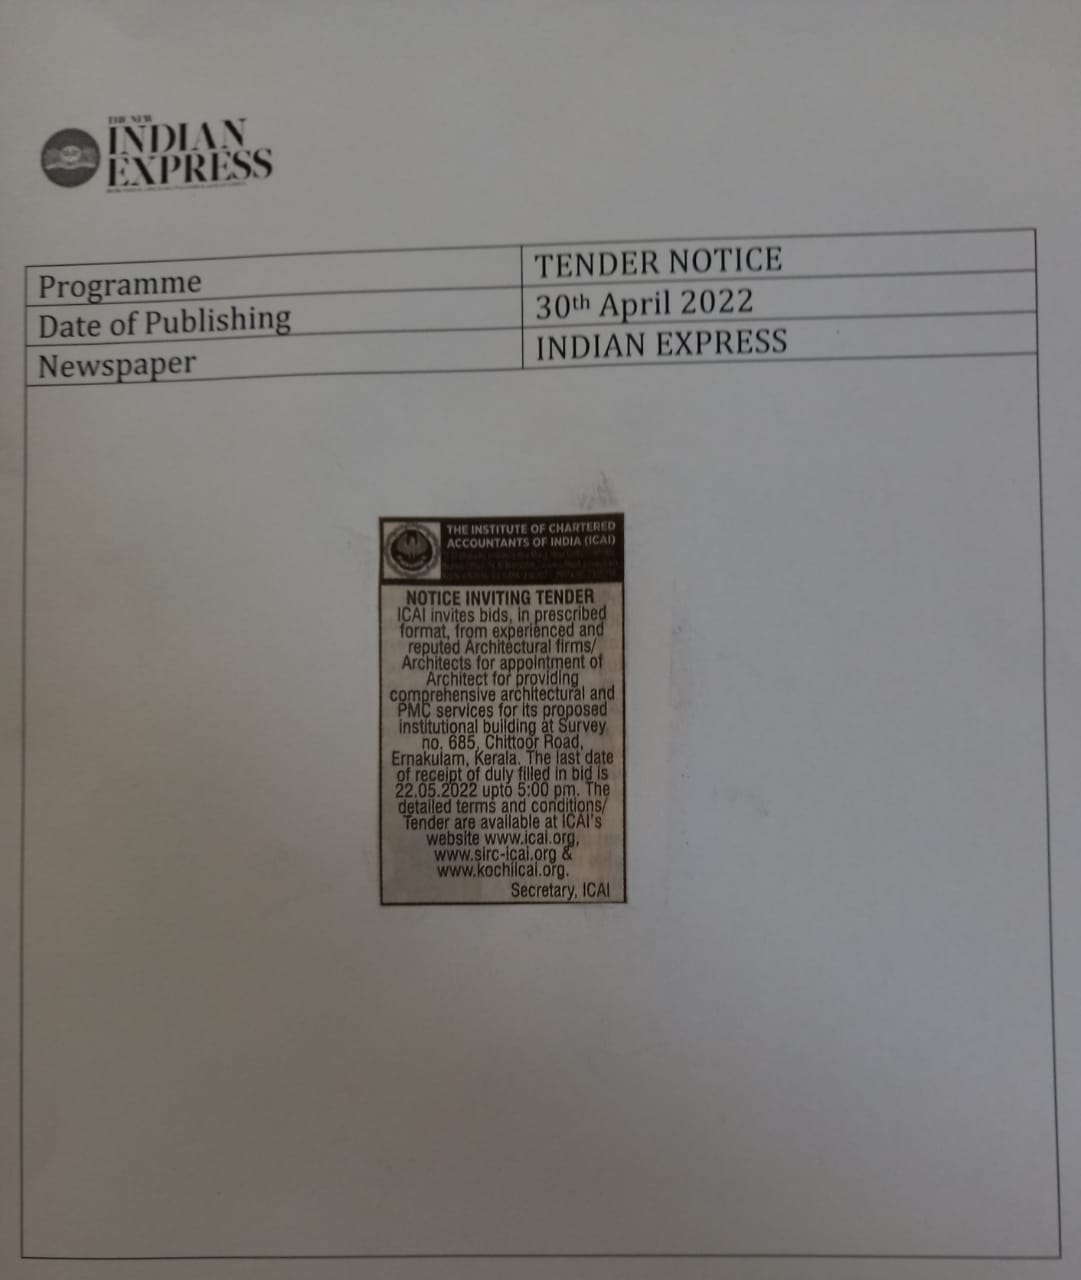 THE NEW
INDIAN
EXPRESS
Programme TENDER NOTICE
Date of Publishing 30th April 2022
Newspaper INDIAN EXPRESS
THE INSTITUTE OF CHARTERED
ACCOUNTANTS OF INDIA (ICAI)
NOTICE INVITING TENDER
ICAI invites bids, in prescribed
format, from experienced and
reputed Architectural firms/
Architects for appointment of
Architect for providing
comprehensive architectural and
PMC services for its proposed
institutional building at Survey
no. 685, Chittoor Road,
Ernakulam, Kerala. The last date
of receipt of duly filled in bid is
22.05.2022 upto 5:00 pm. The
detailed terms and conditions/
Tender are available at ICAI's
website www.icai.org,
www.sirc-icai.org &
www.kochiicai.org.
Secretary, ICAI